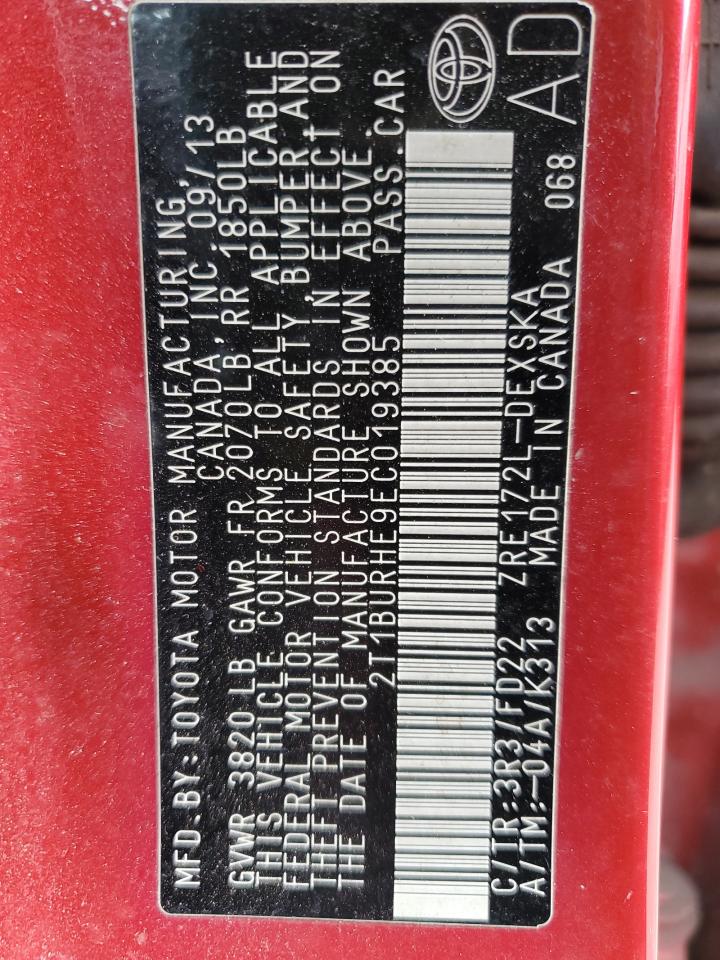 MFD.BY:TOYOTA MOTOR MANUFACTURING,
CANADA, INC. 09/13
GVWR 3820 LB GAWR FR 2070LB, RR 1850LB
THIS VEHICLE CONFORMS TO ALL APPLICABLE
FEDERAL MOTOR VEHICLE SAFETY, BUMPER, AND
THEFT PREVENTION STANDARDS IN EFFECT ON
THE DATE OF MANUFACTURE SHOWN ABOVE.
2T1BURHE9EC019385 PASS.CAR
C/TR:3R3/FD22 ZRE172L-DEXSKA
A/TM:-04A/K313 MADE IN CANADA 068
AD